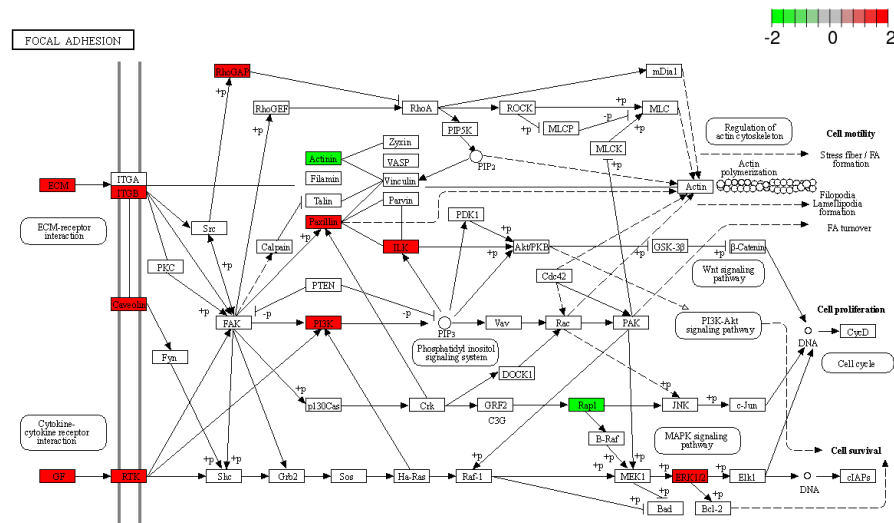 -2 0 2
FOCAL ADHESION
RhoGAP
mDia1
+p
RhoGEF
RhoA
ROCK
+p
MLC
-p
+p
+p
PIP5K
+p
MLCP
+p
Regulation of
actin cytoskeleton
Cell motility
Actinin
Zyxin
MLCK
Stress fiber / FA
formation
VASP
PIP2
Actin
polymerization
ECM
ITGA
ITGB
Filamin
Vinculin
Actin
Talin
Parvin
Filopodia
Lamellipodia
formation
ECM-receptor
interaction
Src
Paxillin
PDK1
FA turnover
+p
+p
+p
Calpain
ILK
Akt/PKB
GSK-3β
β-Catenin
PKC
+p
Cdc42
Wnt signaling
pathway
PTEN
Caveolin
+p
-p
-p
Cell proliferation
FAK
PI3K
PIP3
Vav
Rac
PAK
PI3K-Akt
signaling pathway
DNA
CycD
Fyn
Phosphatidyl inositol
signaling system
Cell cycle
DOCK1
+p
+p
+p
p130Cas
Crk
GRF2
C3G
Rap1
JNK
c-Jun
Cytokine-
cytokine receptor
interaction
B-Raf
MAPK signaling
pathway
Cell survival
+p
+p
+p
+p
+p
+p
+p
GF
RTK
Shc
Grb2
Sos
Ha-Ras
Raf-1
MEK1
ERK1/2
Elk1
DNA
cIAPs
+p
+p
Bad
Bcl-2